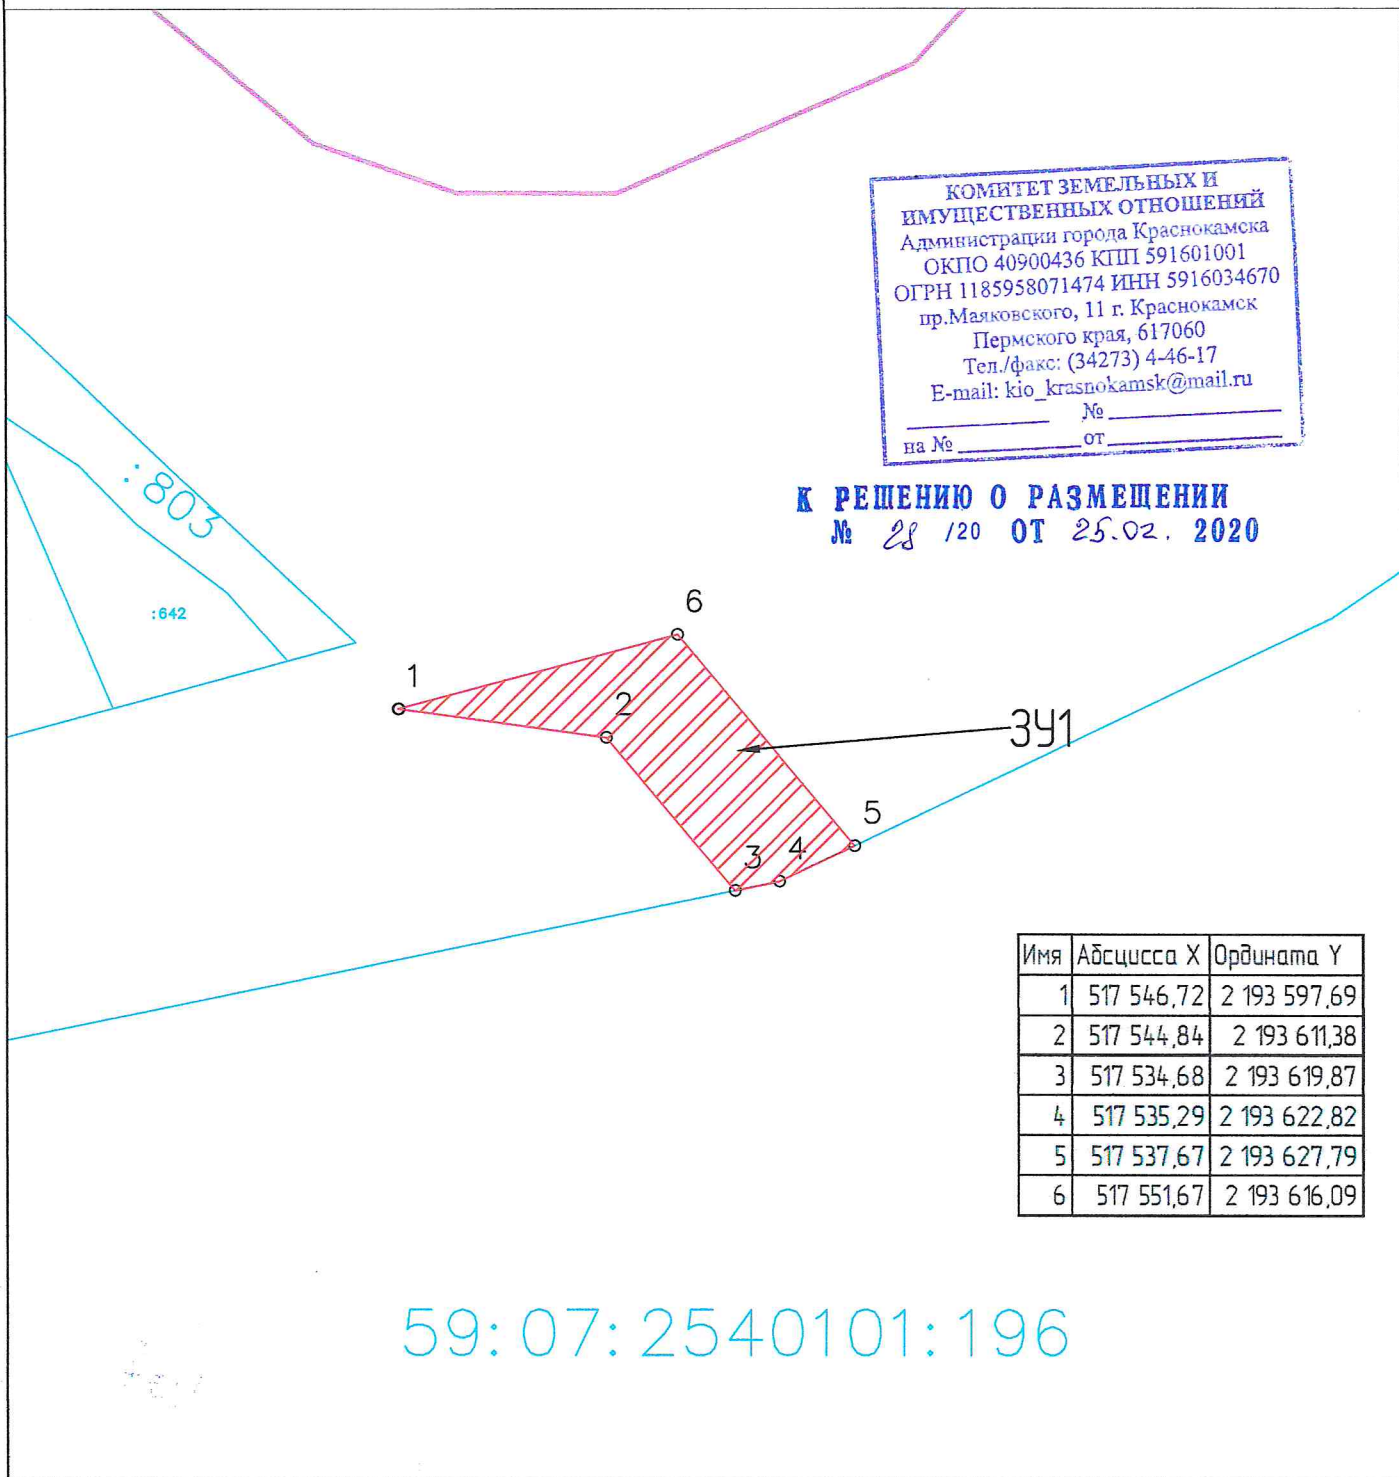 КОМИТЕТ ЗЕМЕЛЬНЫХ И
ИМУЩЕСТВЕННЫХ ОТНОШЕНИЙ
Администрации города Краснокамска
ОКПО 40900436 КПП 591601001
ОГРН 1185958071474 ИНН 5916034670
пр.Маяковского, 11 г. Краснокамск
Пермского края, 617060
Тел./факс: (34273) 4-46-17
E-mail: kio_krasnokamsk@mail.ru
№
на № от
К РЕШЕНИЮ О РАЗМЕЩЕНИИ
№ 28 /20 ОТ 25.02. 2020
:803
:642
6
1
2
ЗУ1
5
3
4
Имя Абсцисса X Ордината Y
1 517 546,72 2 193 597,69
2 517 544,84 2 193 611,38
3 517 534,68 2 193 619,87
4 517 535,29 2 193 622,82
5 517 537,67 2 193 627,79
6 517 551,67 2 193 616,09
59:07:2540101:196